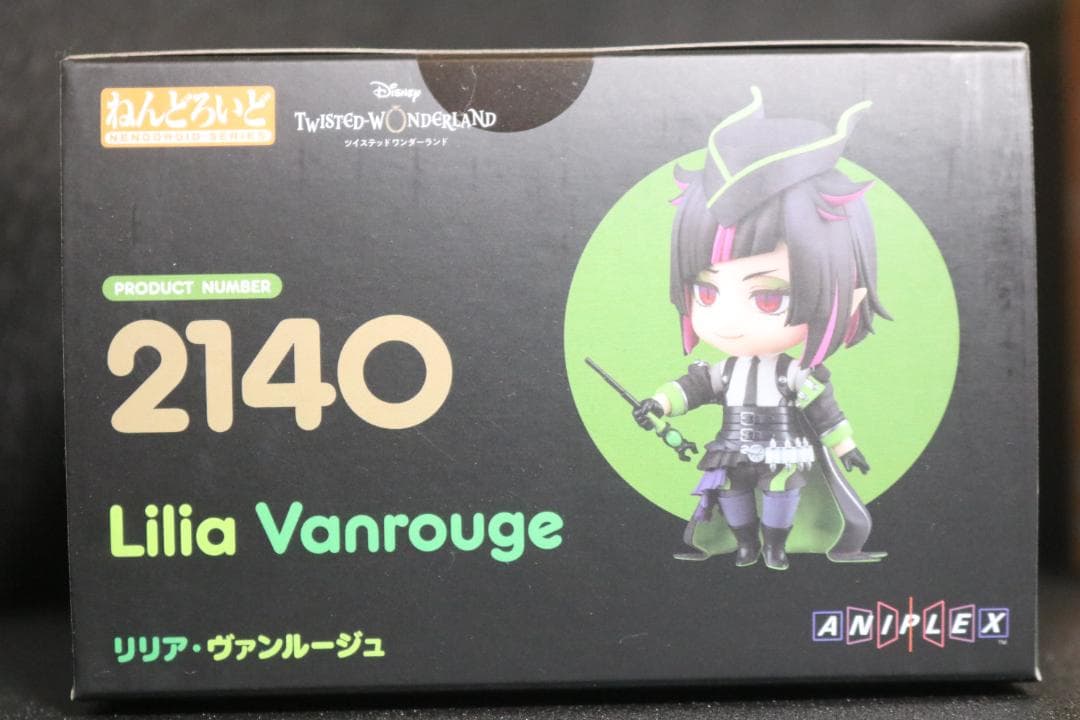 ねんどろいど
NENDOROID SERIES
Disney
TWISTED-WONDERLAND
ツイステッドワンダーランド
PRODUCT NUMBER
2140
Lilia Vanrouge
リリア・ヴァンルージュ
ANIPLEX
TM